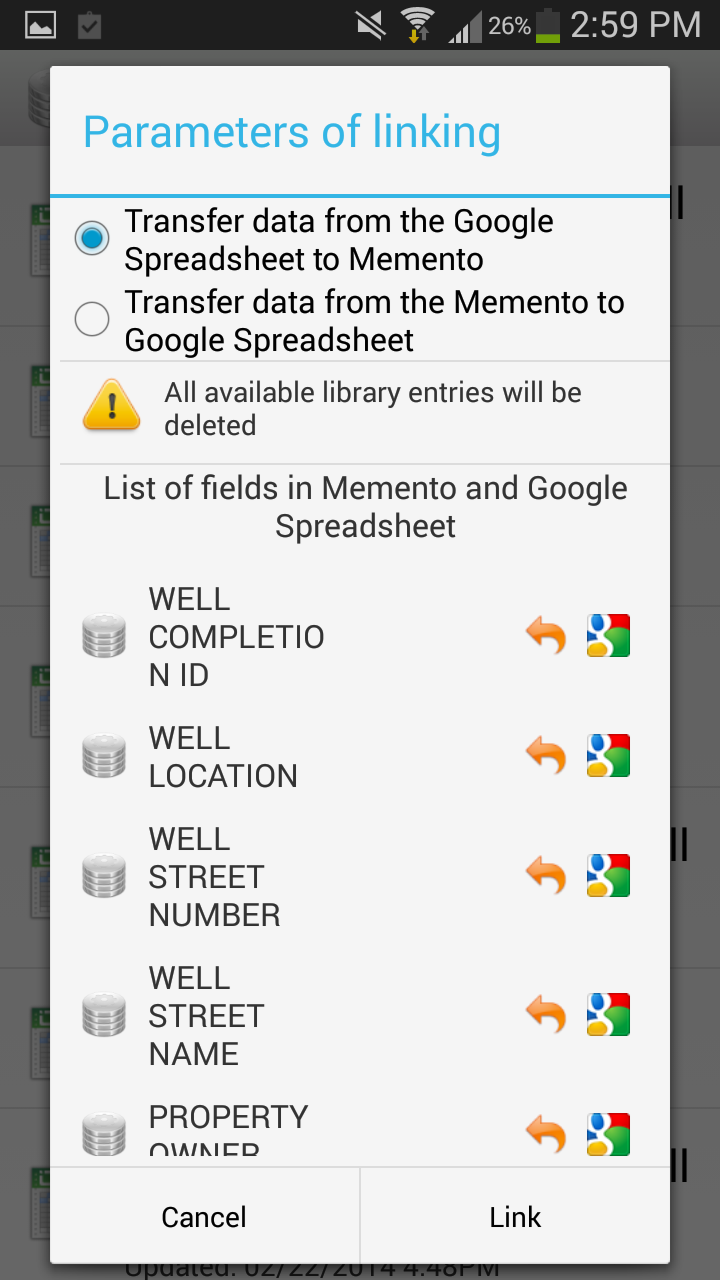 26% 2:59 PM
Parameters of linking
Transfer data from the Google
Spreadsheet to Memento
Transfer data from the Memento to
Google Spreadsheet
All available library entries will be
deleted
List of fields in Memento and Google
Spreadsheet
WELL
COMPLETIO
N ID
WELL
LOCATION
WELL
STREET
NUMBER
WELL
STREET
NAME
PROPERTY
OWNER
Cancel
Link
Updated: 02/22/2014 4:48PM